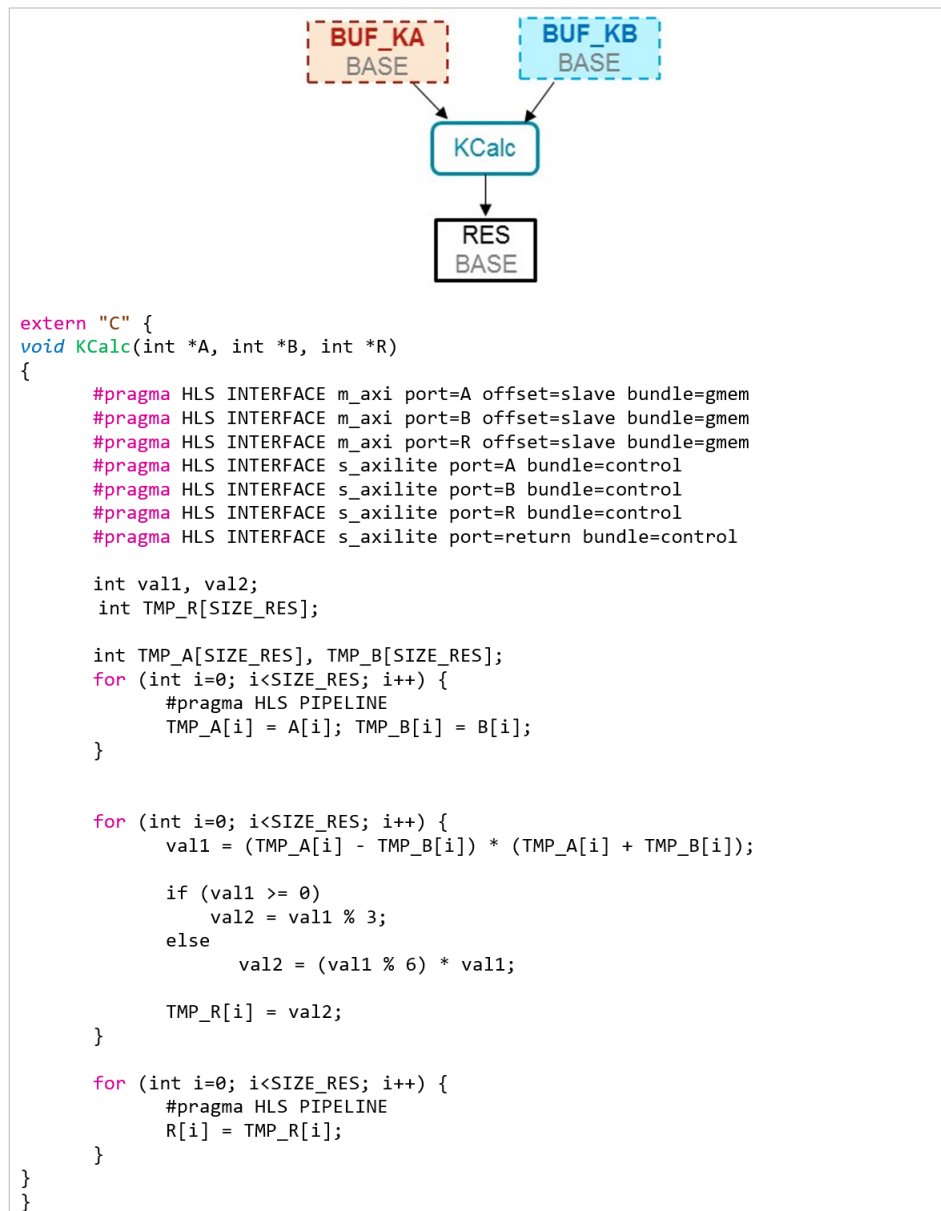 BUF_KA
BASE
BUF_KB
BASE
KCalc
RES
BASE
extern "C" {
void KCalc(int *A, int *B, int *R)
{
#pragma HLS INTERFACE m_axi port=A offset=slave bundle=gmem
#pragma HLS INTERFACE m_axi port=B offset=slave bundle=gmem
#pragma HLS INTERFACE m_axi port=R offset=slave bundle=gmem
#pragma HLS INTERFACE s_axilite port=A bundle=control
#pragma HLS INTERFACE s_axilite port=B bundle=control
#pragma HLS INTERFACE s_axilite port=R bundle=control
#pragma HLS INTERFACE s_axilite port=return bundle=control
int val1, val2;
int TMP_R[SIZE_RES];
int TMP_A[SIZE_RES], TMP_B[SIZE_RES];
for (int i=0; i<SIZE_RES; i++) {
#pragma HLS PIPELINE
TMP_A[i] = A[i]; TMP_B[i] = B[i];
}
for (int i=0; i<SIZE_RES; i++) {
val1 = (TMP_A[i] - TMP_B[i]) * (TMP_A[i] + TMP_B[i]);
if (val1 >= 0)
val2 = val1 % 3;
else
val2 = (val1 % 6) * val1;
TMP_R[i] = val2;
}
for (int i=0; i<SIZE_RES; i++) {
#pragma HLS PIPELINE
R[i] = TMP_R[i];
}
}
}